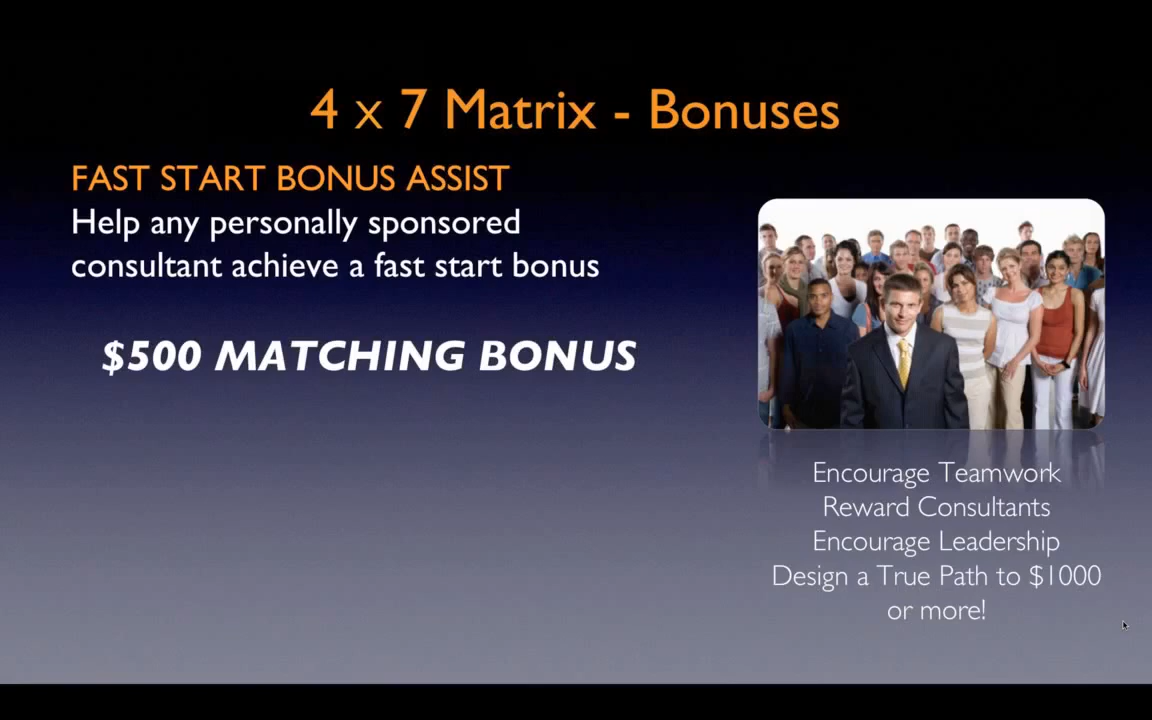 4 x 7 Matrix - Bonuses
FAST START BONUS ASSIST
Help any personally sponsored
consultant achieve a fast start bonus
$500 MATCHING BONUS
Encourage Teamwork
Reward Consultants
Encourage Leadership
Design a True Path to $1000
or more!